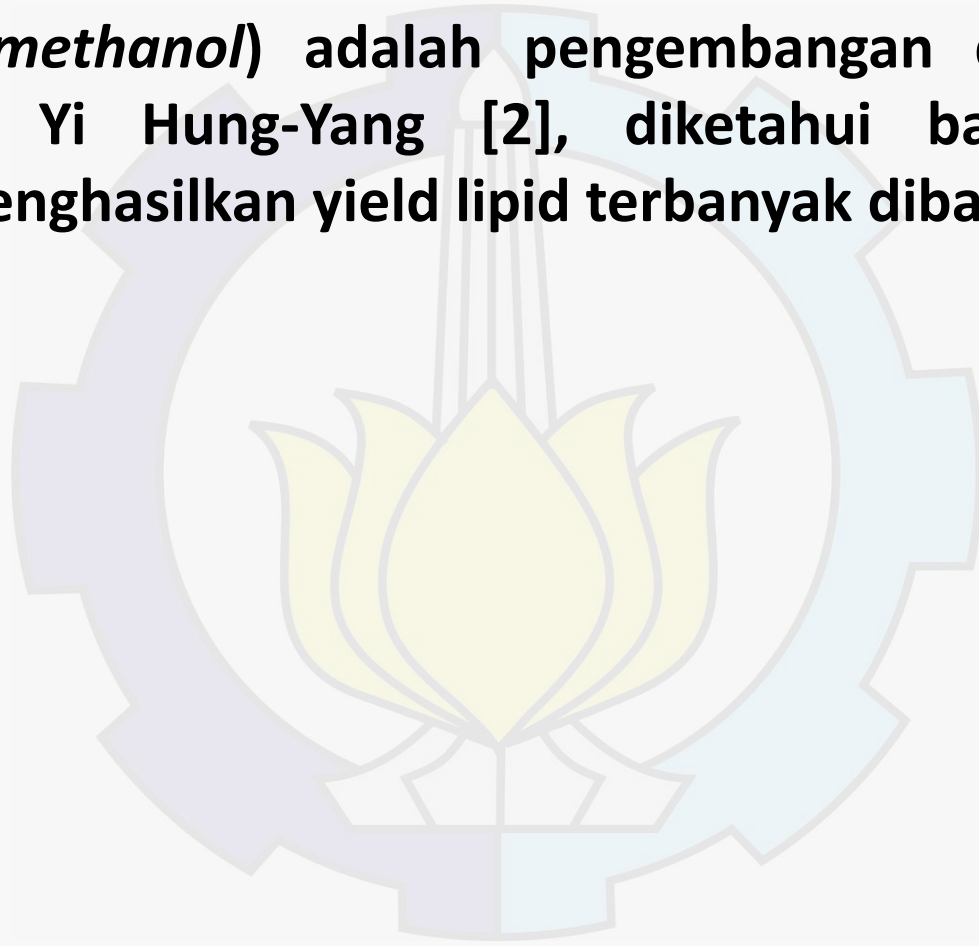 methanol) adalah pengembangan
Yi Hung-Yang [2], diketahui ba
enghasilkan yield lipid terbanyak diba